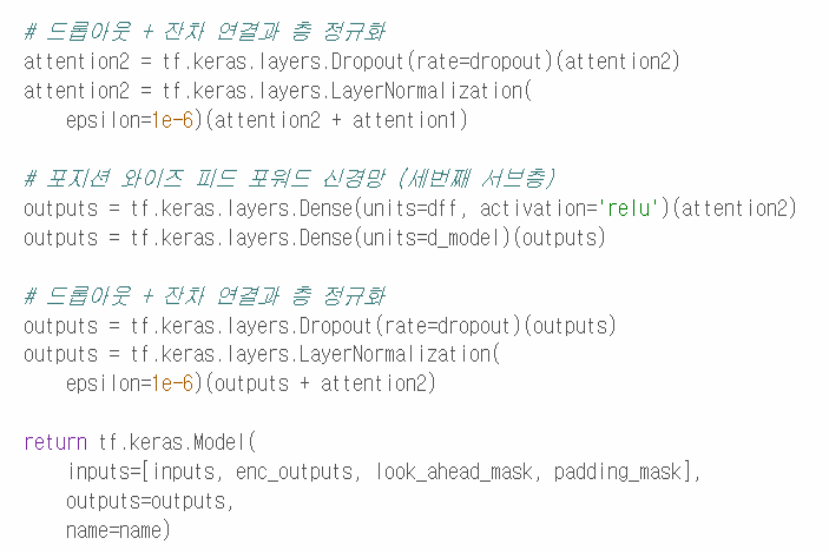 # 드롭아웃 + 잔차 연결과 층 정규화
attention2 = tf.keras.layers.Dropout(rate=dropout)(attention2)
attention2 = tf.keras.layers.LayerNormalization(
    epsilon=1e-6)(attention2 + attention1)

# 포지션 와이즈 피드 포워드 신경망 (세번째 서브층)
outputs = tf.keras.layers.Dense(units=dff, activation='relu')(attention2)
outputs = tf.keras.layers.Dense(units=d_model)(outputs)

# 드롭아웃 + 잔차 연결과 층 정규화
outputs = tf.keras.layers.Dropout(rate=dropout)(outputs)
outputs = tf.keras.layers.LayerNormalization(
    epsilon=1e-6)(outputs + attention2)

return tf.keras.Model(
    inputs=[inputs, enc_outputs, look_ahead_mask, padding_mask],
    outputs=outputs,
    name=name)